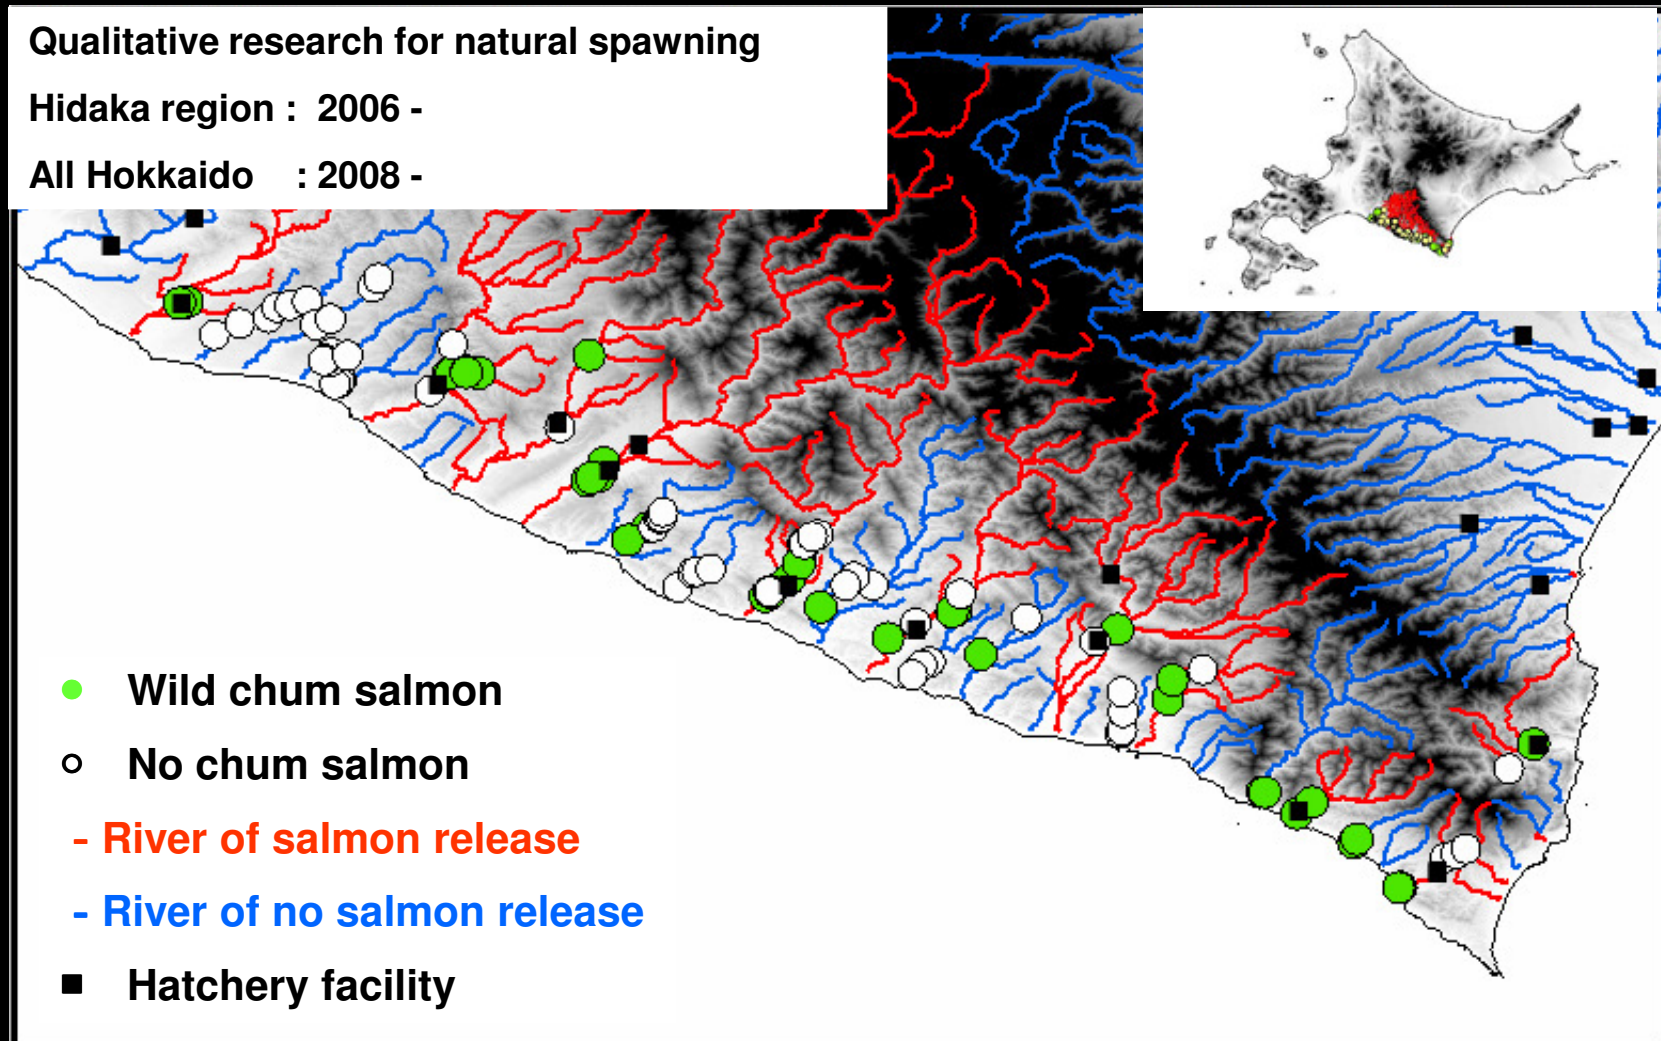 Qualitative research for natural spawning
Hidaka region : 2006 -
All Hokkaido : 2008 -
Wild chum salmon
No chum salmon
- River of salmon release
- River of no salmon release
Hatchery facility